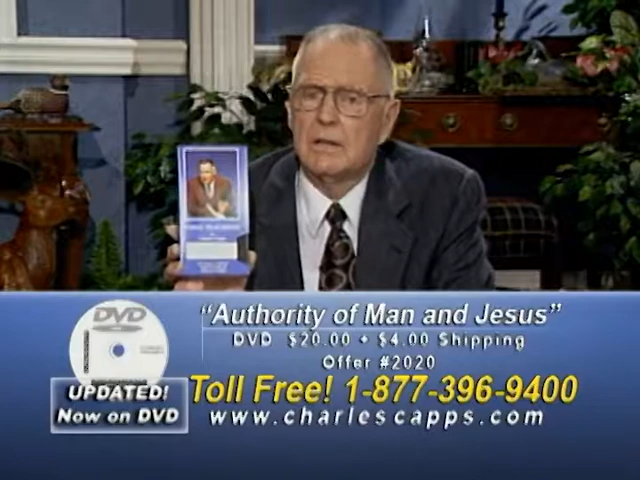 "Authority of Man and Jesus"
DVD $20.00 + $4.00 Shipping
Offer #2020
DVD
UPDATED!
Now on DVD
Toll Free! 1-877-396-9400
www.charlescapps.com